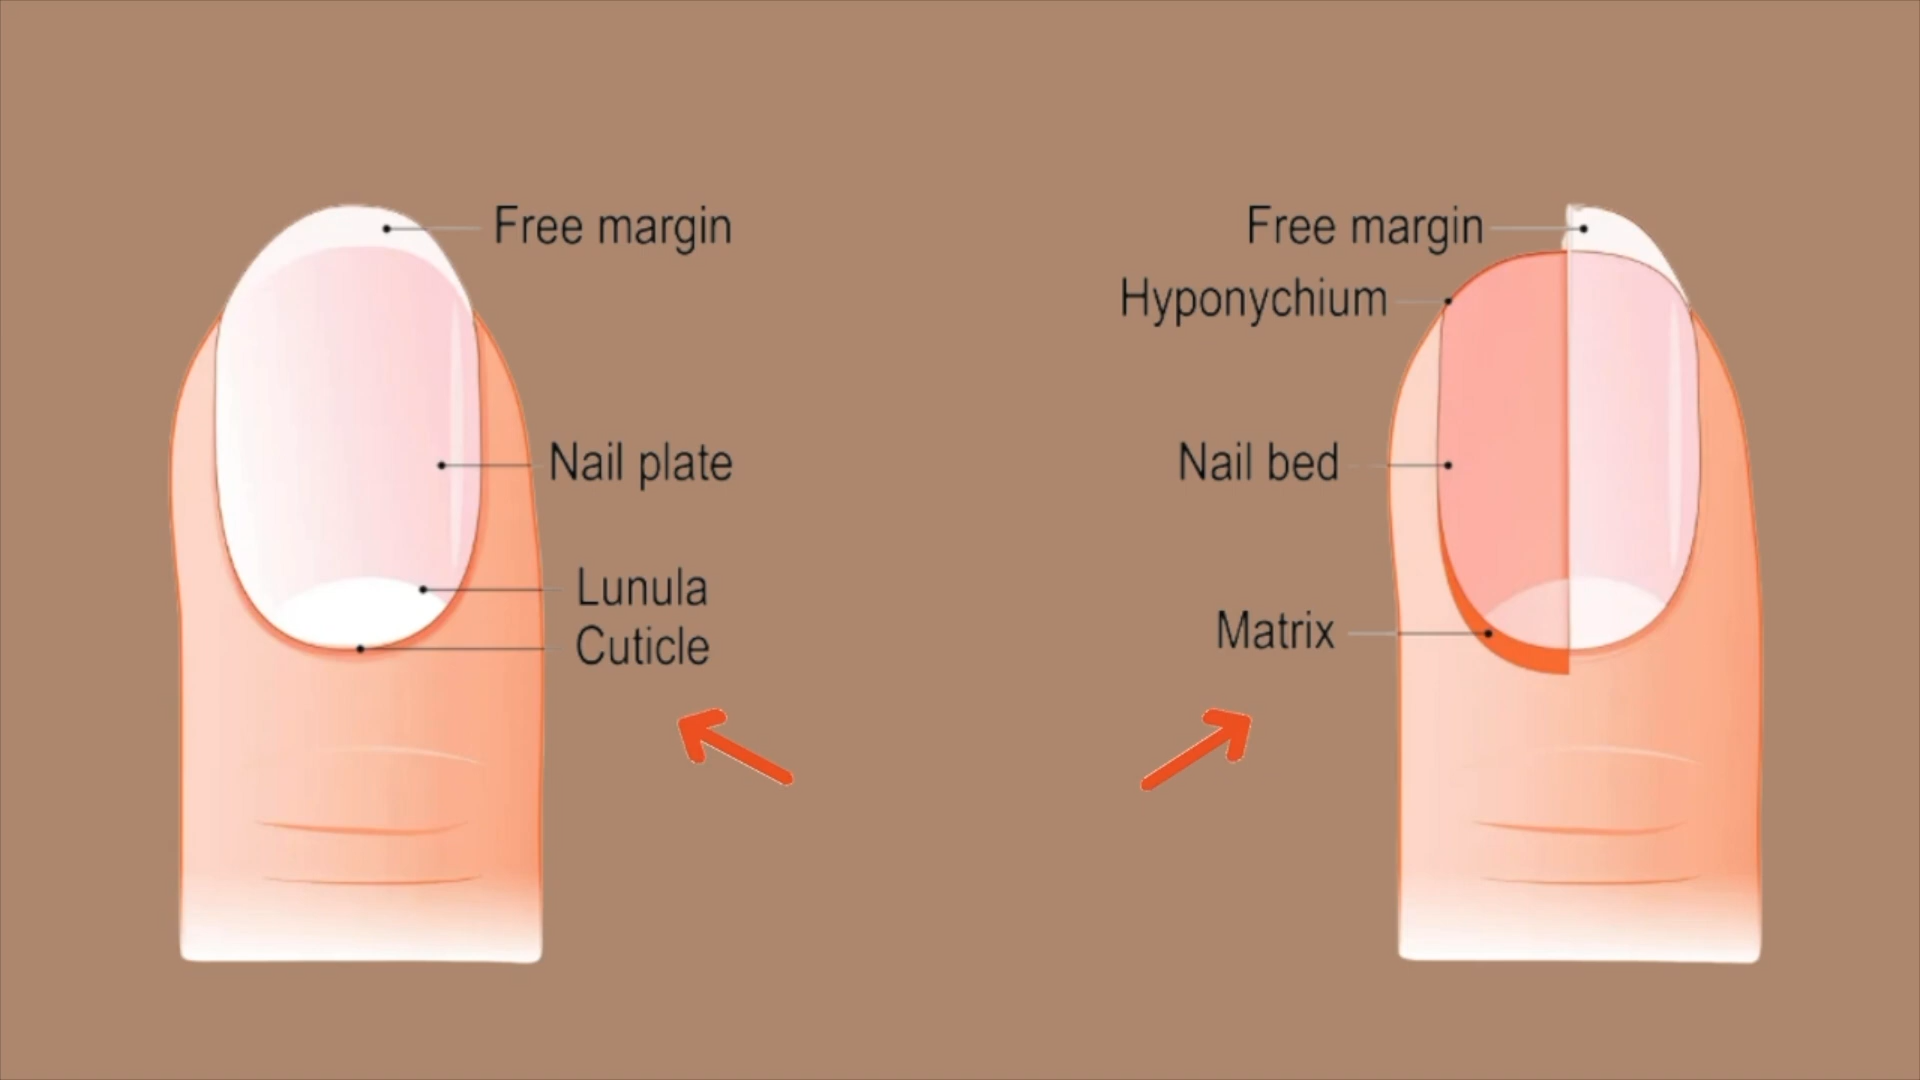 Free margin
Nail plate
Lunula
Cuticle
Free margin
Hyponychium
Nail bed
Matrix